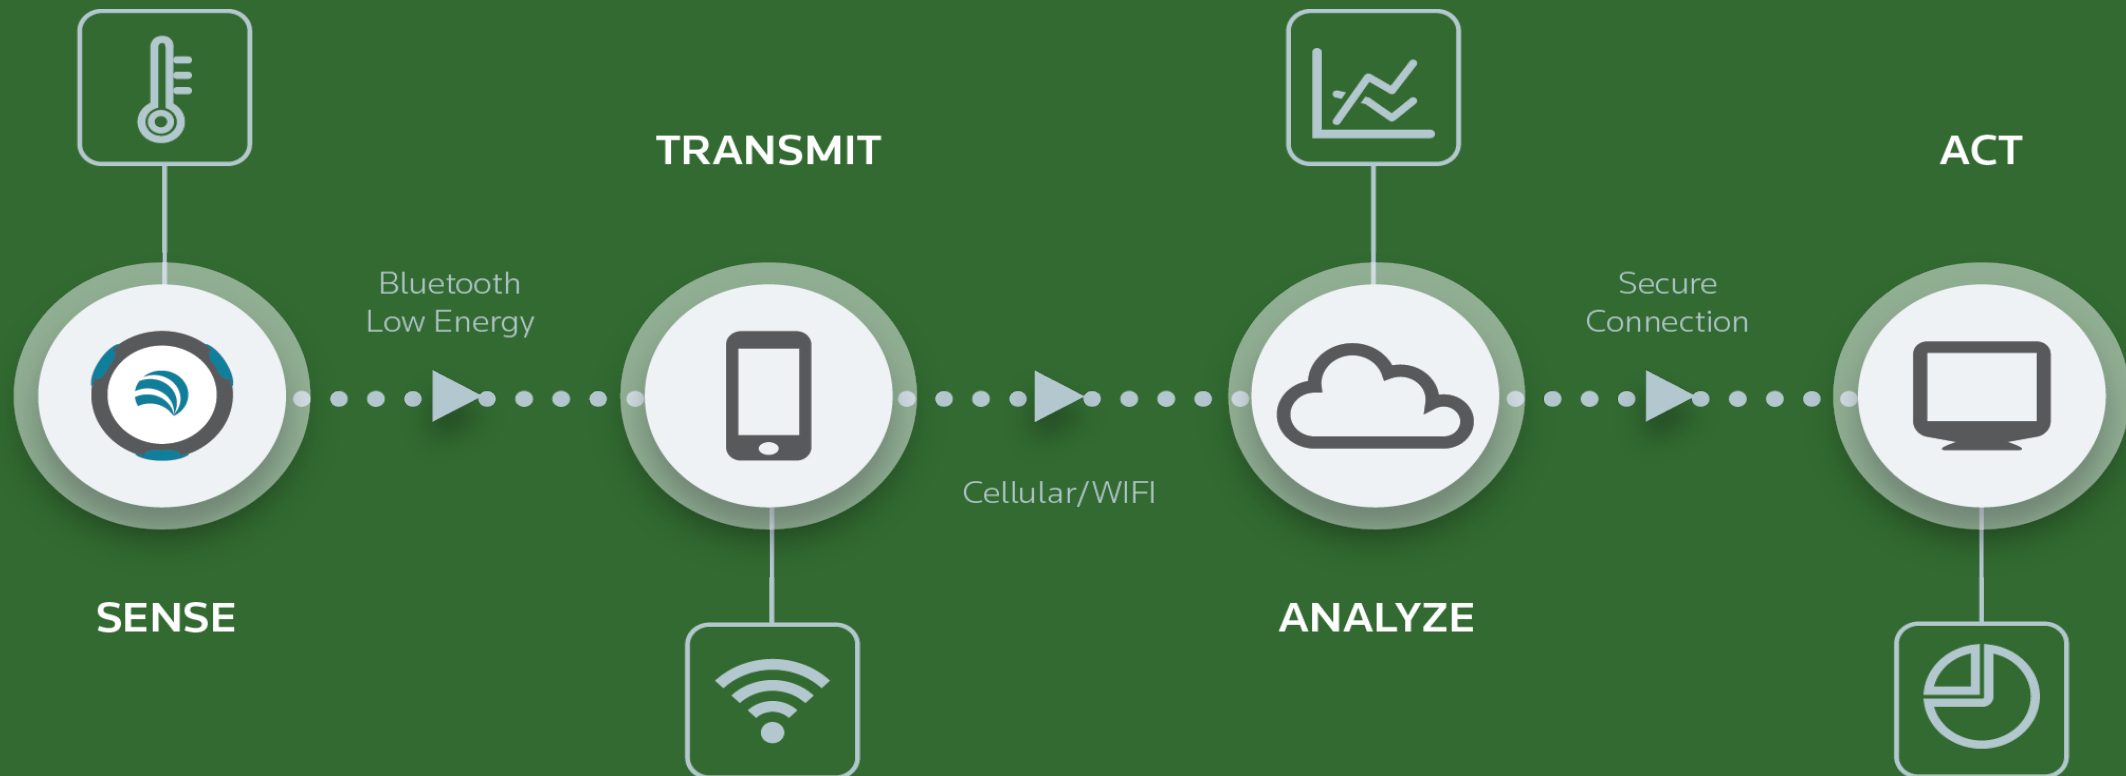 TRANSMIT
ACT
Bluetooth
Low Energy
Secure
Connection
Cellular/WIFI
SENSE
ANALYZE